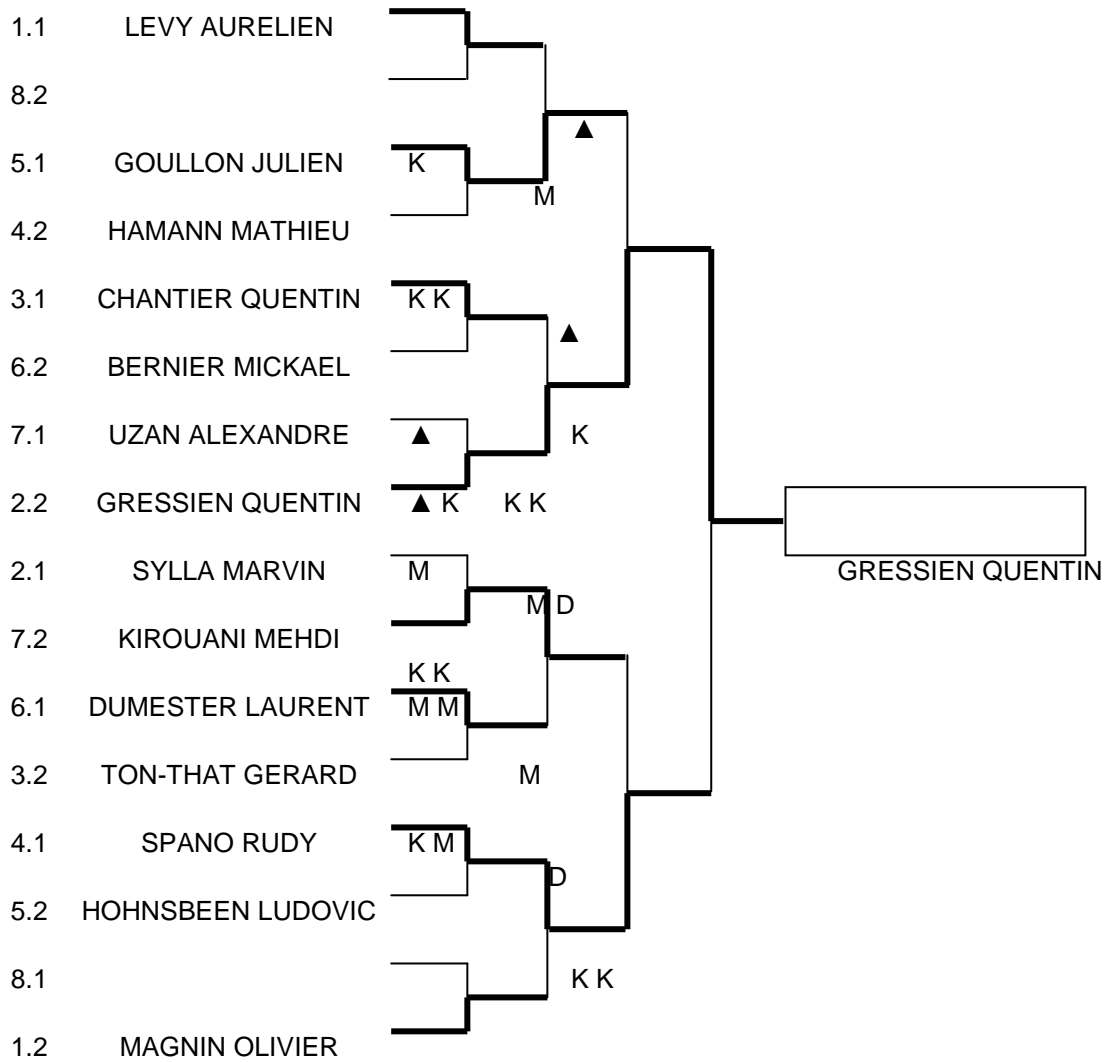 1.1 LEVY AURELIEN
8.2
▲
5.1 GOULLON JULIEN K
M
4.2 HAMANN MATHIEU
3.1 CHANTIER QUENTIN K K
▲
6.2 BERNIER MICKAEL
7.1 UZAN ALEXANDRE ▲ K
2.2 GRESSIEN QUENTIN ▲ K K K
2.1 SYLLA MARVIN M GRESSIEN QUENTIN
M D
7.2 KIROUANI MEHDI
K K
6.1 DUMESTER LAURENT M M
3.2 TON-THAT GERARD M
4.1 SPANO RUDY K M
D
5.2 HOHNSBEEN LUDOVIC
8.1 K K
1.2 MAGNIN OLIVIER